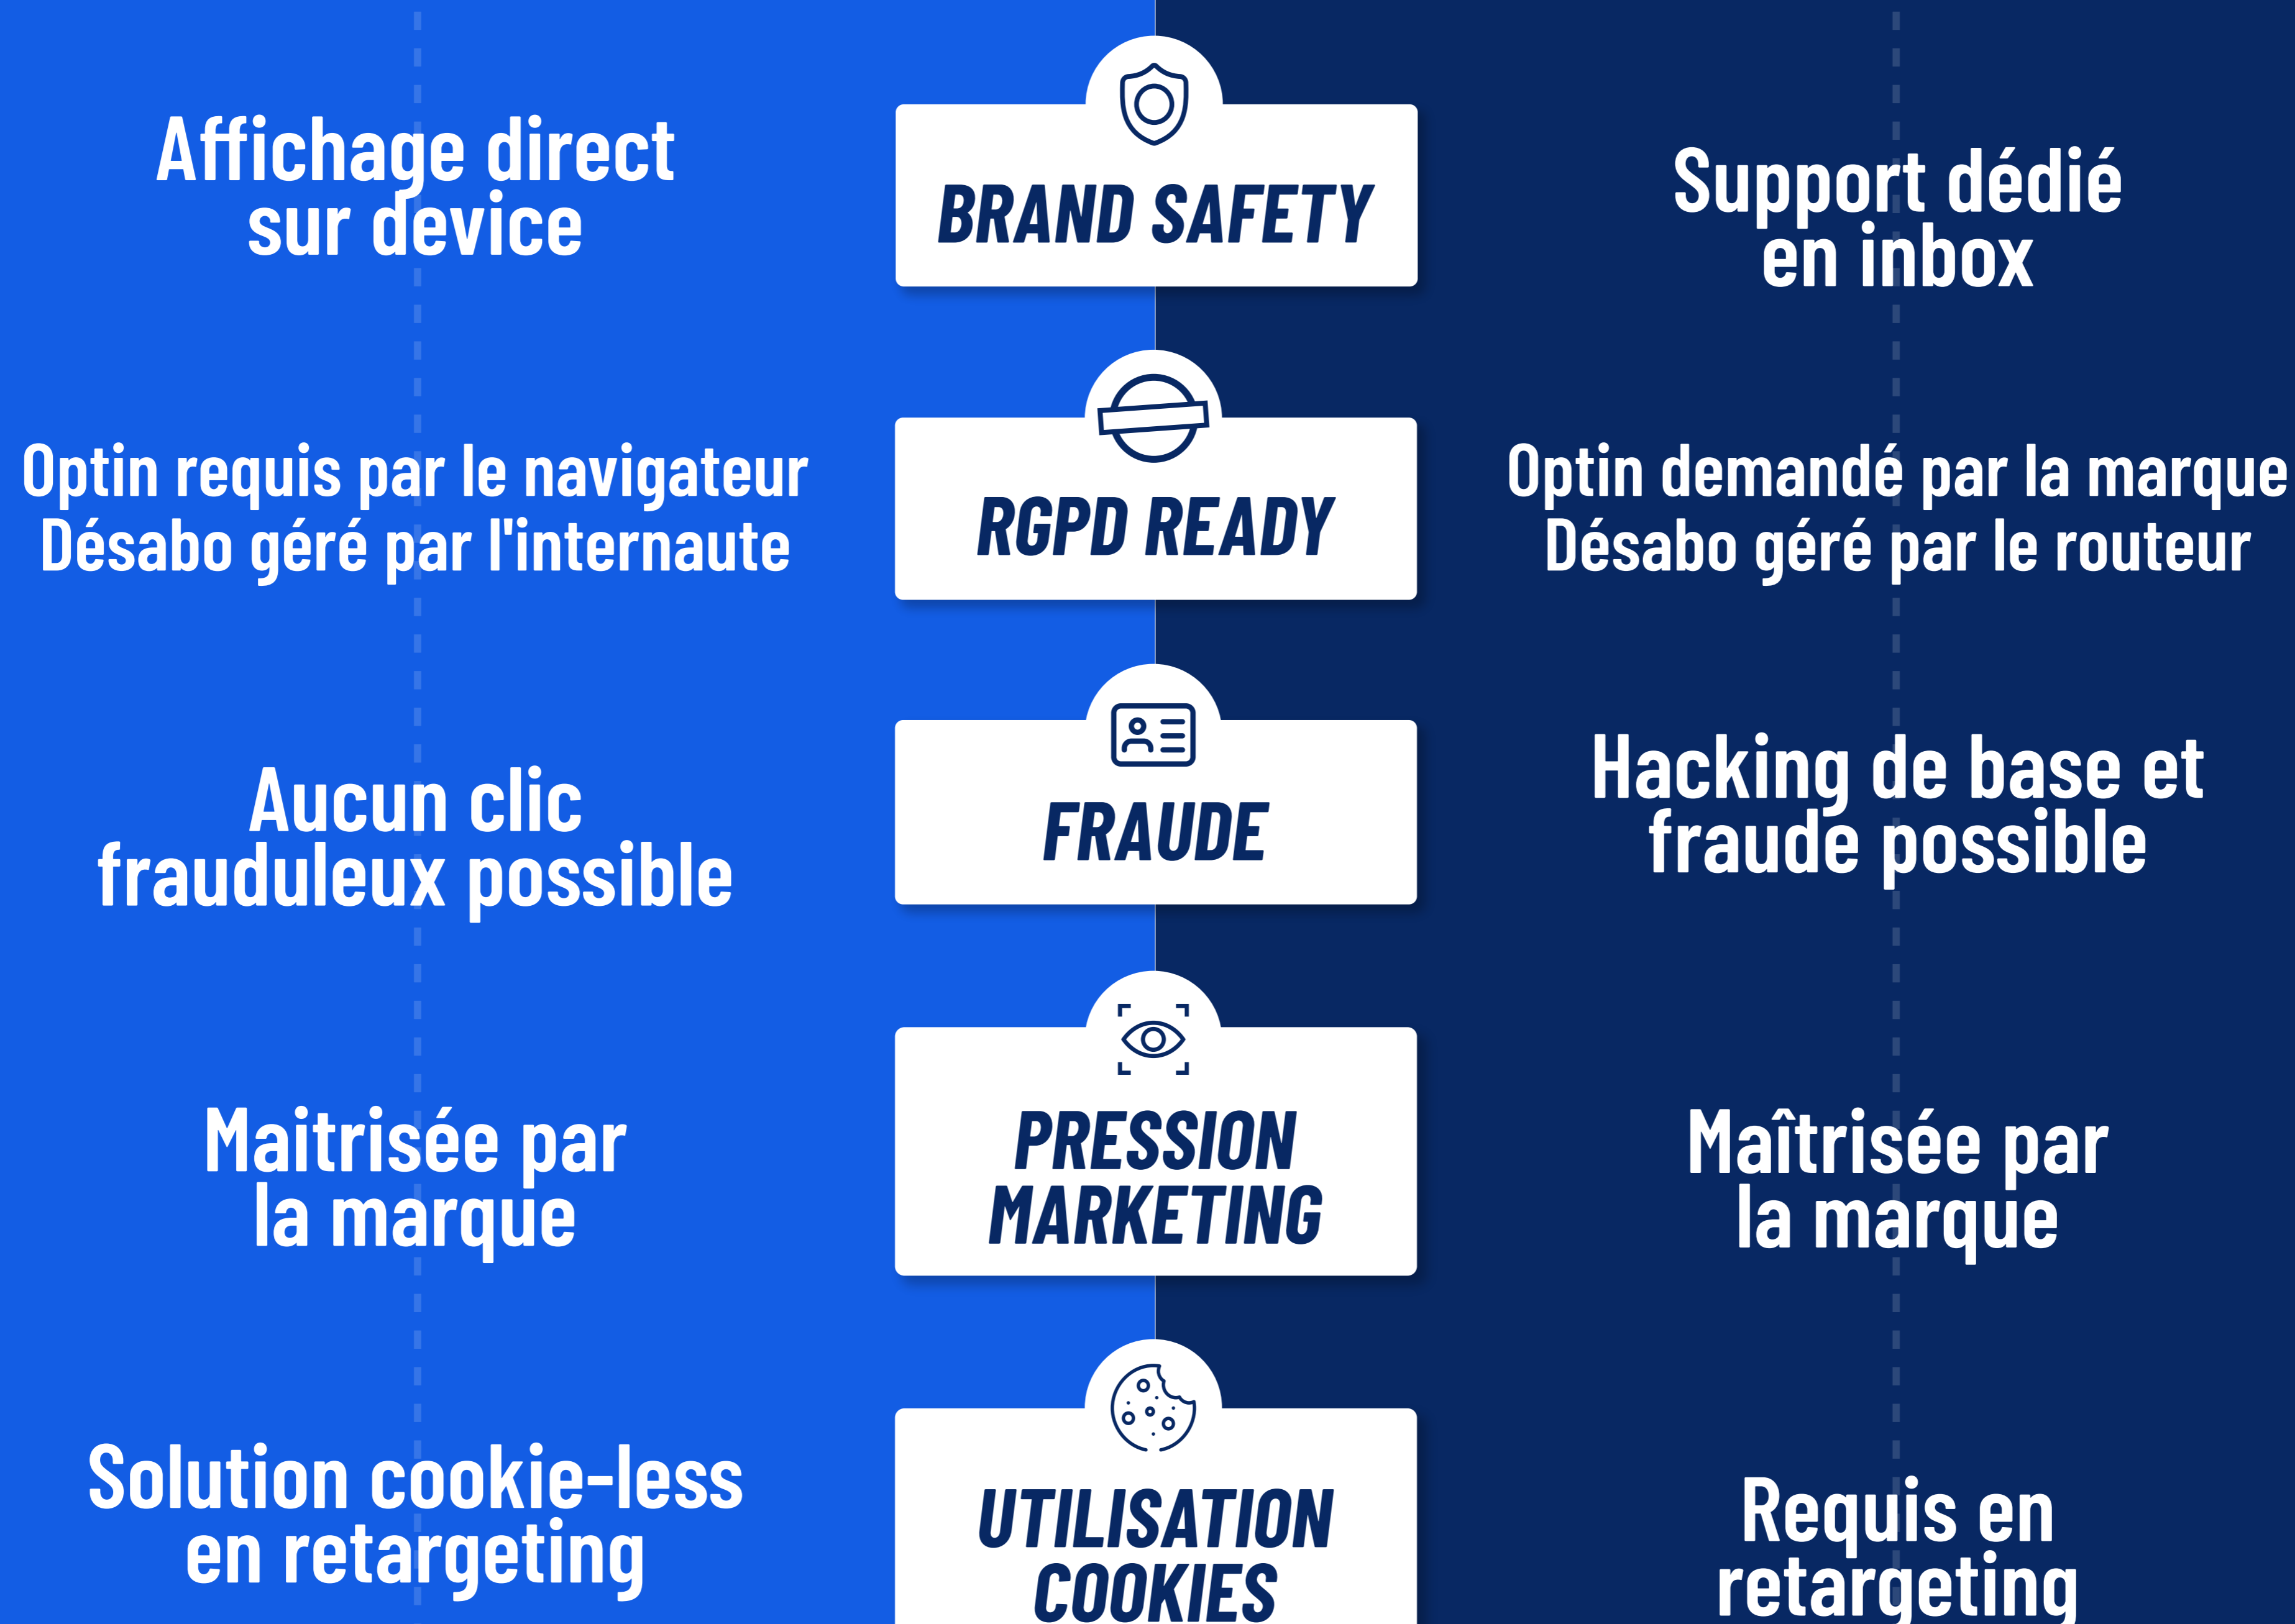 Affichage direct
sur device
BRAND SAFETY
Support dédié
en inbox
Optin requis par le navigateur
Désabo géré par l'internaute
RGPD READY
Optin demandé par la marque
Désabo géré par le routeur
Aucun clic
frauduleux possible
FRAUDE
Hacking de base et
fraude possible
Maitrisée par
la marque
PRESSION
MARKETING
Maîtrisée par
la marque
Solution cookie-less
en retargeting
UTILISATION
COOKIES
Requis en
retargeting